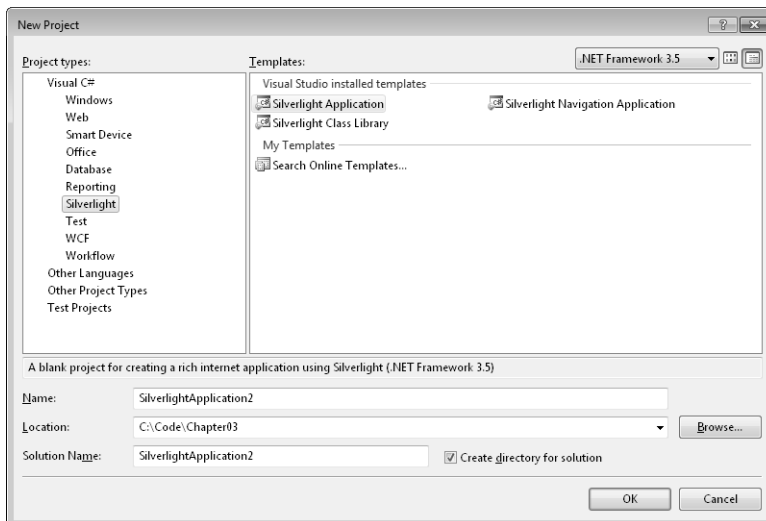 New Project
Project types:
Templates:
.NET Framework 3.5
Visual C#
Windows
Web
Smart Device
Office
Database
Reporting
Silverlight
Test
WCF
Workflow
Other Languages
Other Project Types
Test Projects
Visual Studio installed templates
Silverlight Application
Silverlight Navigation Application
Silverlight Class Library
My Templates
Search Online Templates...
A blank project for creating a rich internet application using Silverlight (.NET Framework 3.5)
Name:
SilverlightApplication2
Location:
C:\Code\Chapter03
Browse...
Solution Name:
SilverlightApplication2
Create directory for solution
OK
Cancel